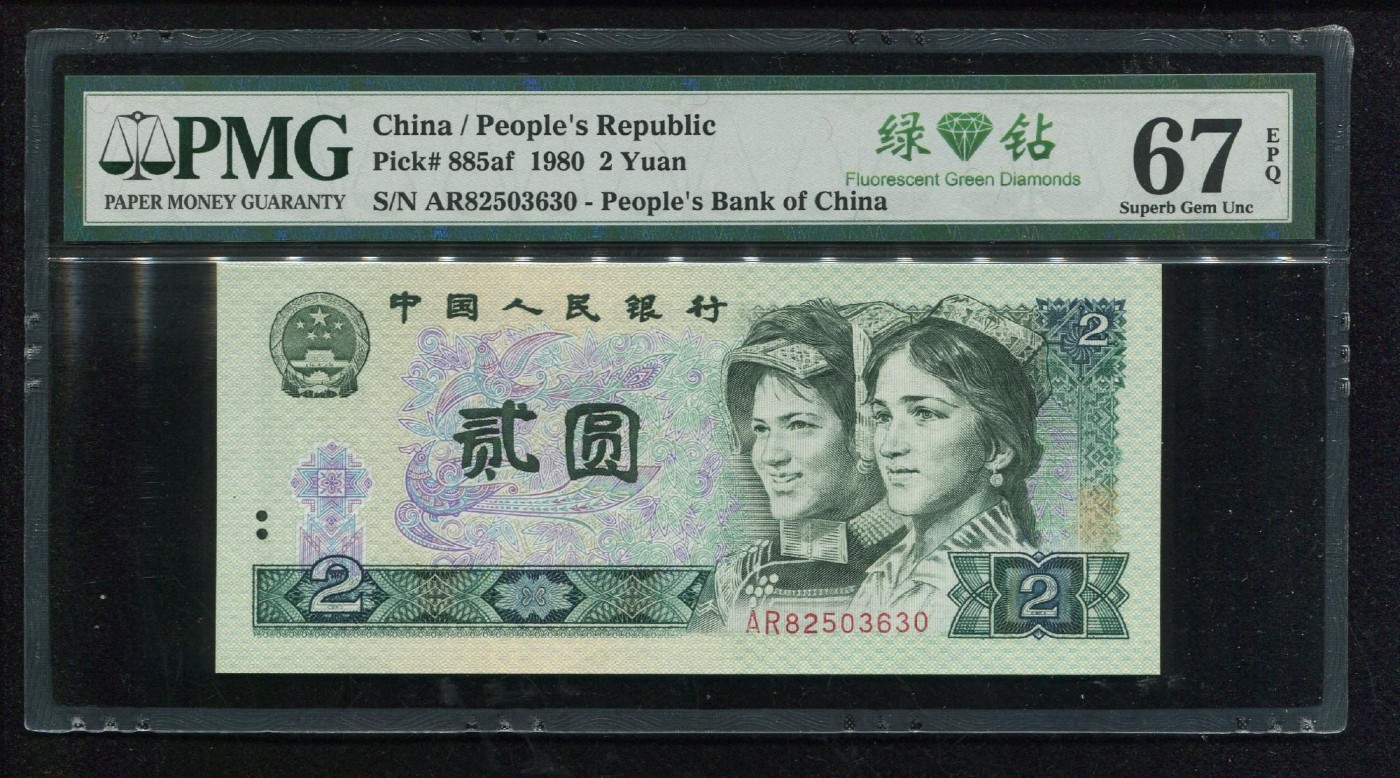 PMG
PAPER MONEY GUARANTY
China / People's Republic
Pick# 885af 1980 2 Yuan
S/N AR82503630 - People's Bank of China
绿 钻
Fluorescent Green Diamonds
67
EPQ
Superb Gem Unc
中国人民银行
2
贰圆
2
AR82503630
2